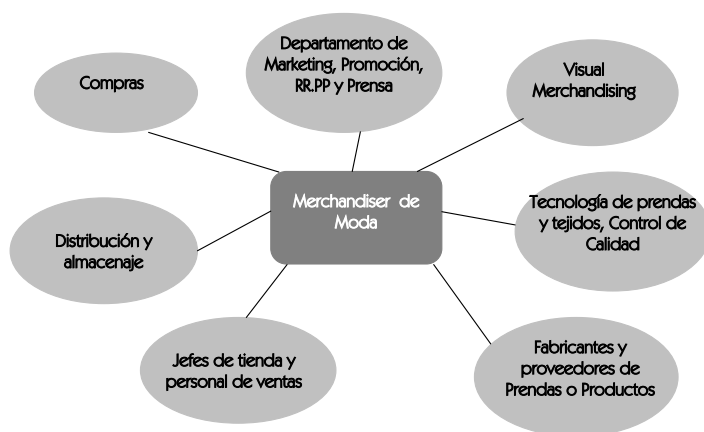 Departamento de
Marketing, Promoción,
RR.PP y Prensa
Compras
Visual
Merchandising
Merchandiser de
Moda
Tecnología de prendas
y tejidos, Control de
Calidad
Distribución y
almacenaje
Jefes de tienda y
personal de ventas
Fabricantes y
proveedores de
Prendas o Productos